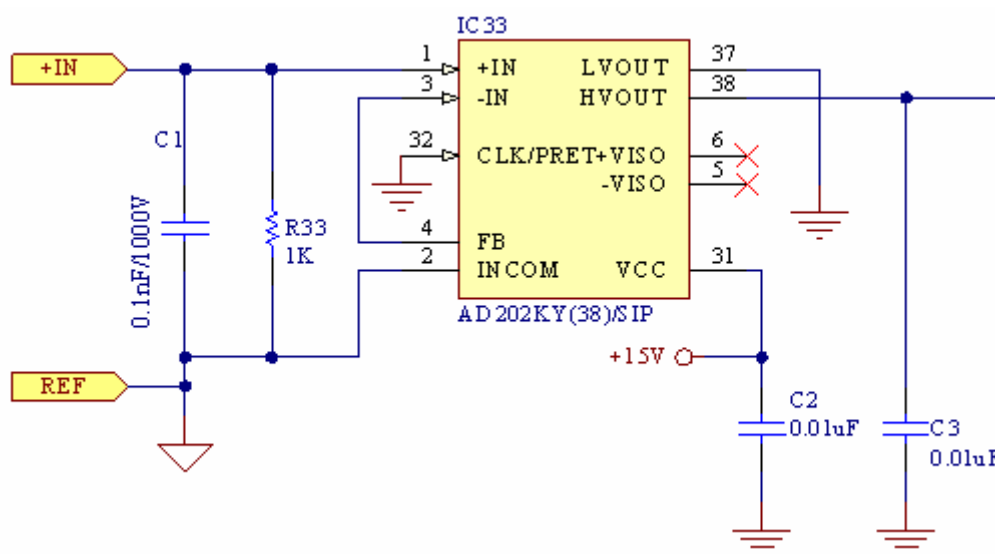 IC33
+IN
1
+IN
LVOUT
37
3
-IN
HVOUT
38
C1
32
CLK/PRET+VISO
6
-VISO
5
0.1nF/1000V
R33
1K
4
FB
2
INCOM
VCC
31
AD202KY(38)/SIP
+15V
REF
C2
0.01uF
C3
0.01uF